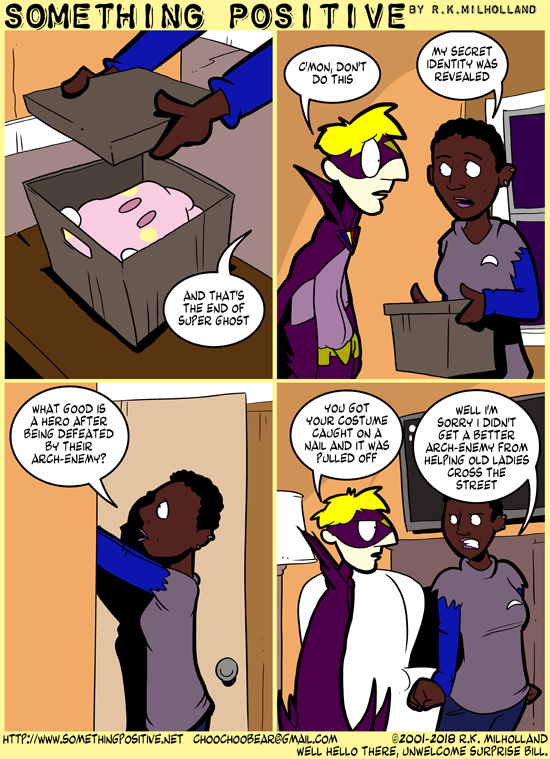 SOMETHING POSITIVE BY R.K.MILHOLLAND
AND THAT'S
THE END OF
SUPER GHOST
C'MON, DON'T
DO THIS
MY SECRET
IDENTITY WAS
REVEALED
WHAT GOOD IS
A HERO AFTER
BEING DEFEATED
BY THEIR
ARCH-ENEMY?
YOU GOT
YOUR COSTUME
CAUGHT ON A
NAIL AND IT WAS
PULLED OFF
WELL I'M
SORRY I DIDN'T
GET A BETTER
ARCH-ENEMY FROM
HELPING OLD LADIES
CROSS THE
STREET
HTTP://WWW.SOMETHINGPOSITIVE.NET CHOOCHOOBEAR@GMAIL.COM ©2001-2018 R.K. MILHOLLAND
WELL HELLO THERE, UNWELCOME SURPRISE BILL.